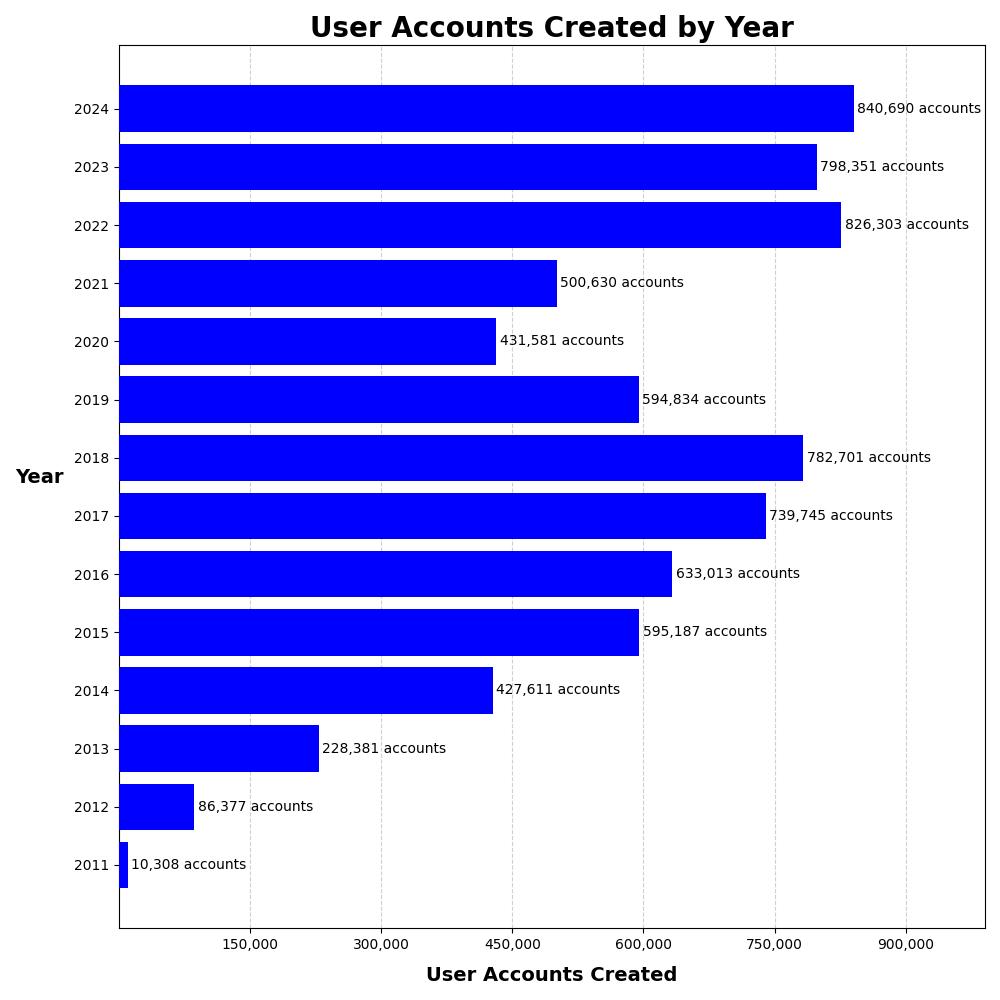 User Accounts Created by Year
2024 840,690 accounts
2023 798,351 accounts
2022 826,303 accounts
2021 500,630 accounts
2020 431,581 accounts
2019 594,834 accounts
2018 782,701 accounts
Year
2017 739,745 accounts
2016 633,013 accounts
2015 595,187 accounts
2014 427,611 accounts
2013 228,381 accounts
2012 86,377 accounts
2011 10,308 accounts
150,000 300,000 450,000 600,000 750,000 900,000
User Accounts Created